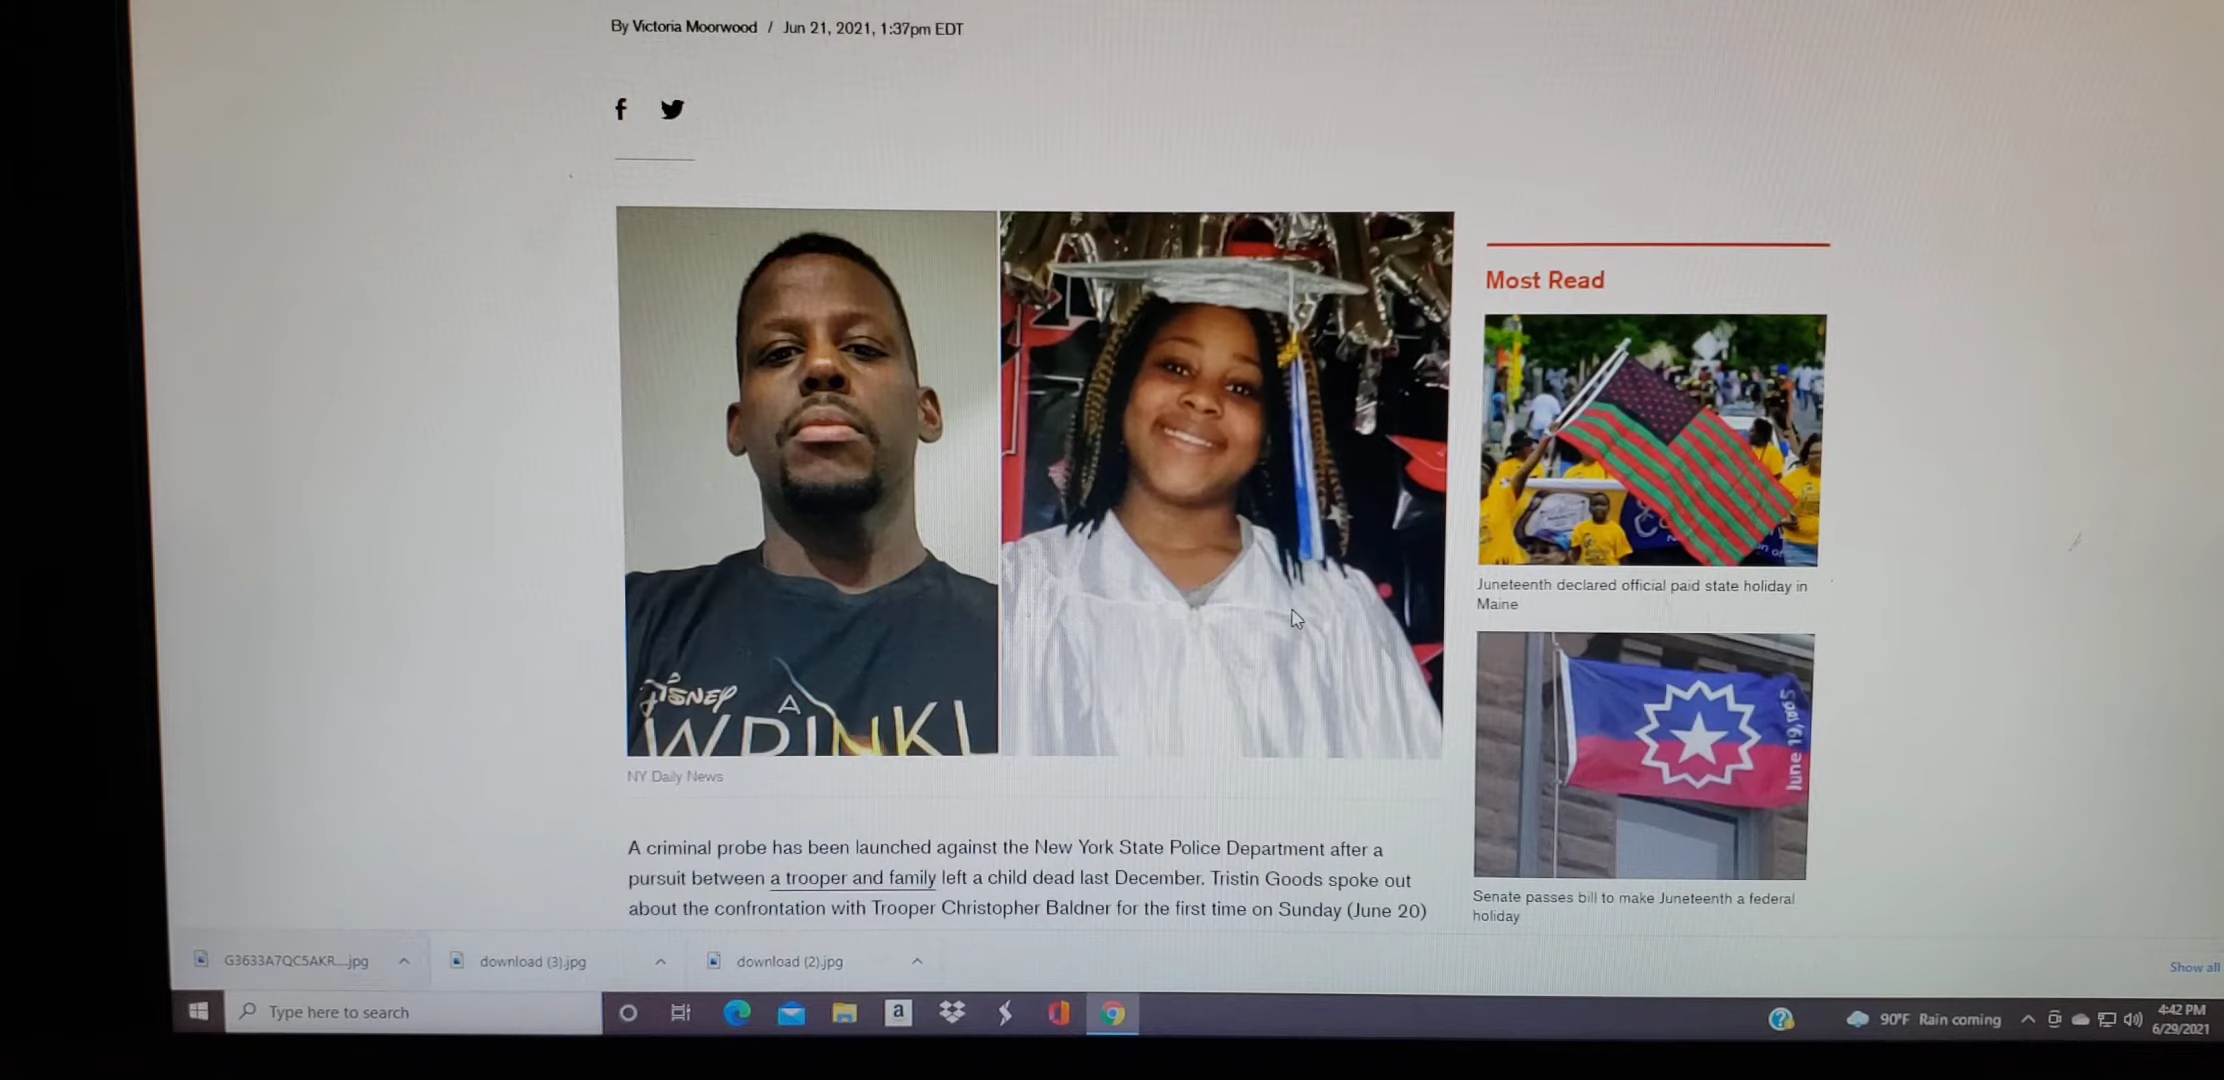 By Victoria Moorwood / Jun 21, 2021, 1:37pm EDT
f
Most Read
Juneteenth declared official paid state holiday in
Maine
DISNEY
A
WRINKL
June 19, 1865
NY Daily News
A criminal probe has been launched against the New York State Police Department after a
pursuit between a trooper and family left a child dead last December. Tristin Goods spoke out
about the confrontation with Trooper Christopher Baldner for the first time on Sunday (June 20)
Senate passes bill to make Juneteenth a federal
holiday
G3633A7QC5AKR....jpg
download (3).jpg
download (2).jpg
Show all
Type here to search
a
90°F Rain coming
4:42 PM
6/29/2021